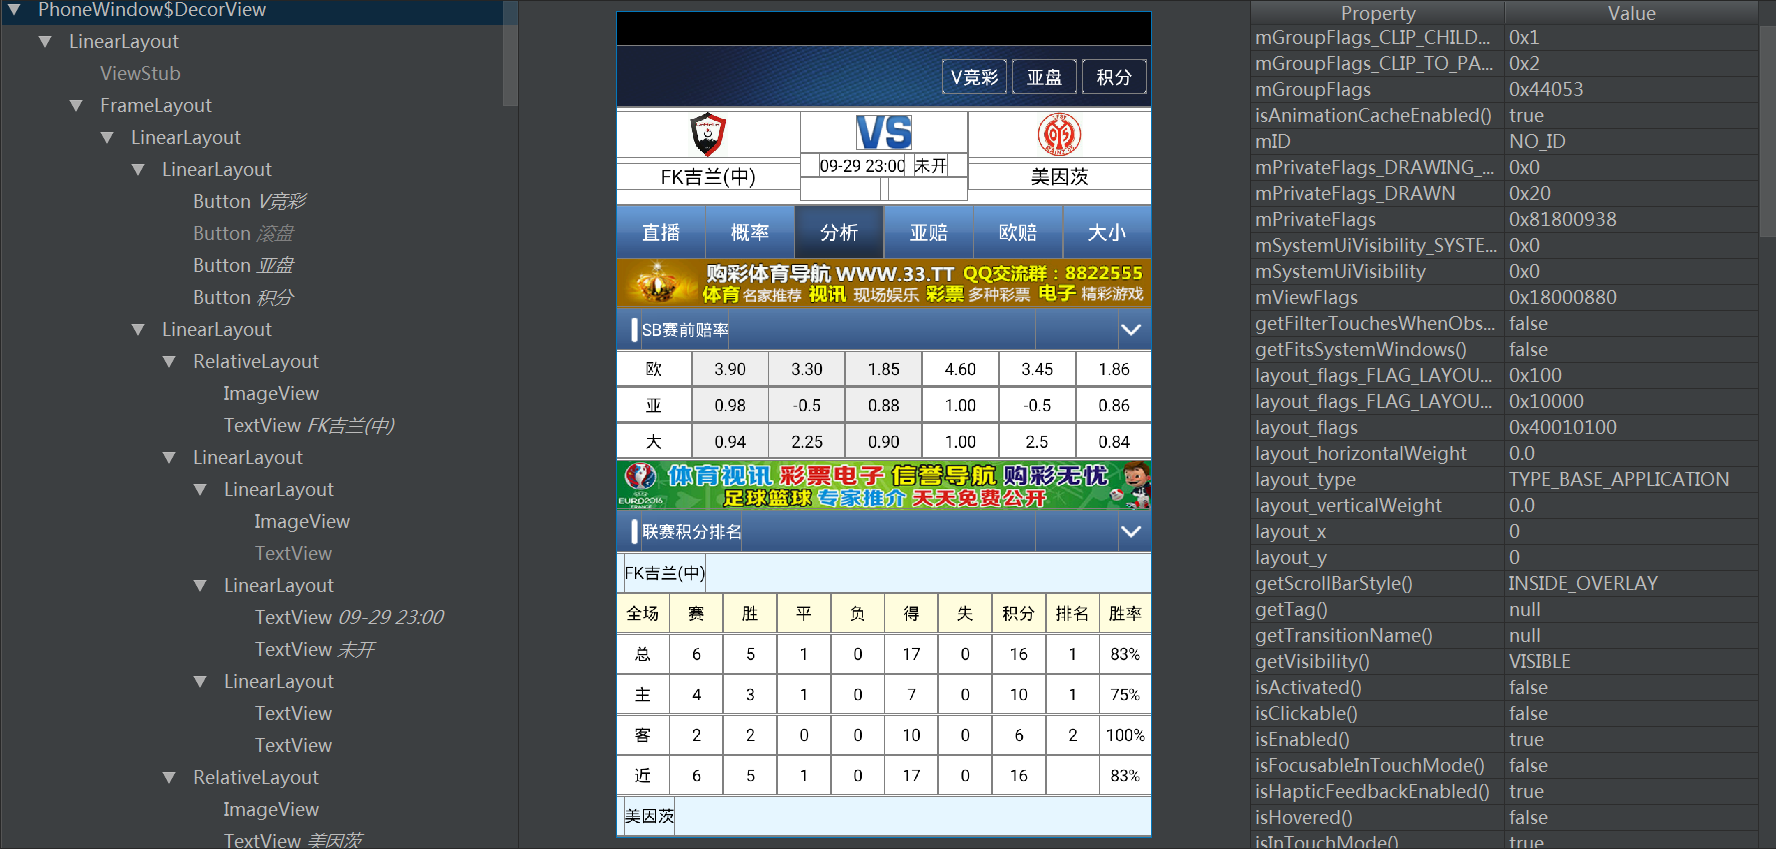 PhoneWindow$DecorView
LinearLayout
ViewStub
FrameLayout
LinearLayout
LinearLayout
Button V竞彩
Button 滚盘
Button 亚盘
Button 积分
LinearLayout
RelativeLayout
ImageView
TextView FK吉兰(中)
LinearLayout
LinearLayout
ImageView
TextView
LinearLayout
TextView 09-29 23:00
TextView 未开
LinearLayout
TextView
TextView
RelativeLayout
ImageView
TextView 美因茨
V竞彩 亚盘 积分
VS
09-29 23:00 未开
FK吉兰(中) 美因茨
直播 概率 分析 亚赔 欧赔 大小
购彩体育导航 WWW.33.TT QQ交流群：8822555
体育 名家推荐 视讯 现场娱乐 彩票 多种彩票 电子 精彩游戏
SB赛前赔率
欧 3.90 3.30 1.85 4.60 3.45 1.86
亚 0.98 -0.5 0.88 1.00 -0.5 0.86
大 0.94 2.25 0.90 1.00 2.5 0.84
体育视讯 彩票电子 信誉导航 购彩无忧
EURO2016 足球篮球 专家推介 天天免费公开
FRANCE
联赛积分排名
FK吉兰(中)
全场 赛 胜 平 负 得 失 积分 排名 胜率
总 6 5 1 0 17 0 16 1 83%
主 4 3 1 0 7 0 10 1 75%
客 2 2 0 0 10 0 6 2 100%
近 6 5 1 0 17 0 16 83%
美因茨
Property Value
mGroupFlags_CLIP_CHILD... 0x1
mGroupFlags_CLIP_TO_PA... 0x2
mGroupFlags 0x44053
isAnimationCacheEnabled() true
mID NO_ID
mPrivateFlags_DRAWING_... 0x0
mPrivateFlags_DRAWN 0x20
mPrivateFlags 0x81800938
mSystemUiVisibility_SYSTE... 0x0
mSystemUiVisibility 0x0
mViewFlags 0x18000880
getFilterTouchesWhenObs... false
getFitsSystemWindows() false
layout_flags_FLAG_LAYOU... 0x100
layout_flags_FLAG_LAYOU... 0x10000
layout_flags 0x40010100
layout_horizontalWeight 0.0
layout_type TYPE_BASE_APPLICATION
layout_verticalWeight 0.0
layout_x 0
layout_y 0
getScrollBarStyle() INSIDE_OVERLAY
getTag() null
getTransitionName() null
getVisibility() VISIBLE
isActivated() false
isClickable() false
isEnabled() true
isFocusableInTouchMode() false
isHapticFeedbackEnabled() true
isHovered() false
isInTouchMode() true